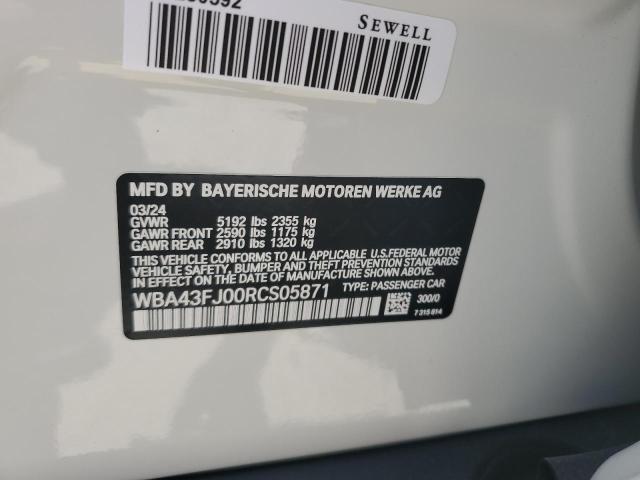 SEWELL
MFD BY BAYERISCHE MOTOREN WERKE AG
03/24
GVWR 5192 lbs 2355 kg
GAWR FRONT 2590 lbs 1175 kg
GAWR REAR 2910 lbs 1320 kg
THIS VEHICLE CONFORMS TO ALL APPLICABLE U.S.FEDERAL MOTOR
VEHICLE SAFETY, BUMPER, AND THEFT PREVENTION STANDARDS
IN EFFECT ON THE DATE OF MANUFACTURE SHOWN ABOVE.
WBA43FJ00RCS05871 TYPE: PASSENGER CAR
300/0
7 315 814